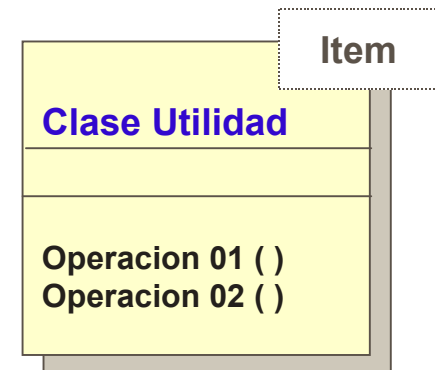 Item
Clase Utilidad
Operacion 01 ( )
Operacion 02 ( )